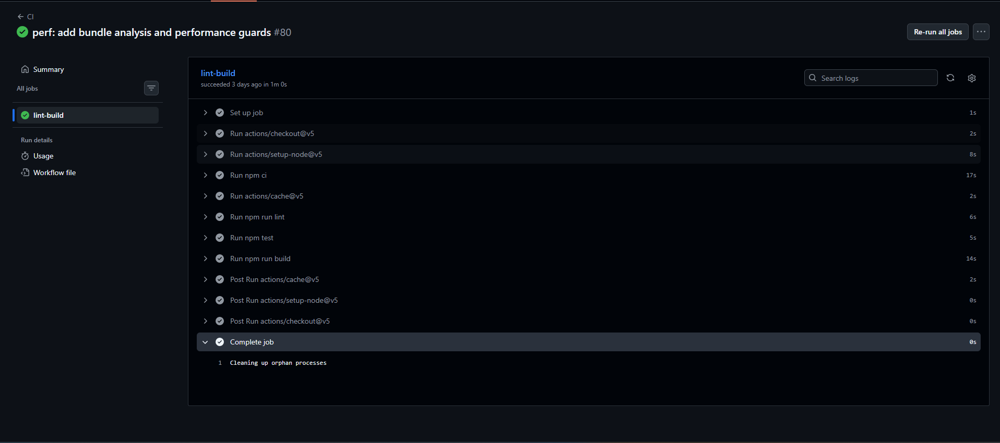 CI
perf: add bundle analysis and performance guards #80
Re-run all jobs
Summary
All jobs
lint-build
Run details
Usage
Workflow file
lint-build
succeeded 3 days ago in 1m 0s
Search logs
Set up job 1s
Run actions/checkout@v5 2s
Run actions/setup-node@v5 8s
Run npm ci 17s
Run actions/cache@v5 2s
Run npm run lint 6s
Run npm test 5s
Run npm run build 14s
Post Run actions/cache@v5 2s
Post Run actions/setup-node@v5 0s
Post Run actions/checkout@v5 0s
Complete job 0s
1 Cleaning up orphan processes